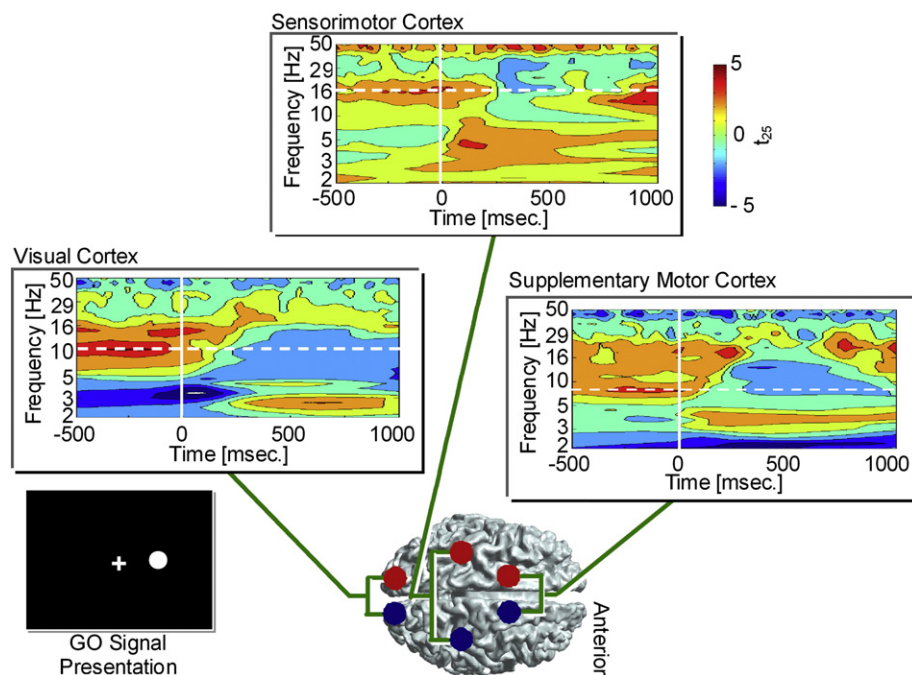 Sensorimotor Cortex
Frequency [Hz]
50
29
16
10
5
3
2
-500
0
500
1000
Time [msec.]
5
0
- 5
t25
Visual Cortex
Frequency [Hz]
50
29
16
10
5
3
2
-500
0
500
1000
Time [msec.]
Supplementary Motor Cortex
Frequency [Hz]
50
29
16
10
5
3
2
-500
0
500
1000
Time [msec.]
GO Signal
Presentation
Anterior